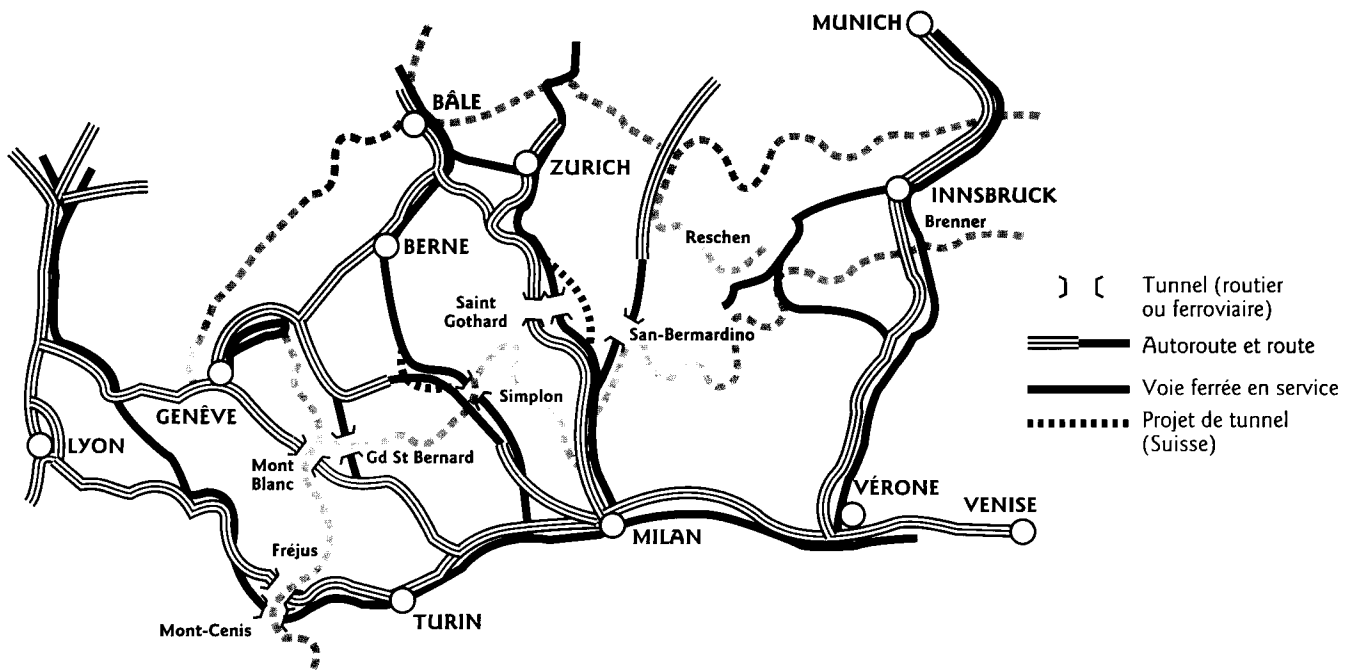 MUNICH
BÂLE
ZURICH
INNSBRUCK
Brenner
BERNE
Reschen
Saint
Gothard
San-Bermardino
Tunnel (routier
ou ferroviaire)
Autoroute et route
Voie ferrée en service
Projet de tunnel
(Suisse)
Simplon
GENÊVE
LYON
Mont
Blanc
Gd St Bernard
VÉRONE
VENISE
MILAN
Fréjus
TURIN
Mont-Cenis